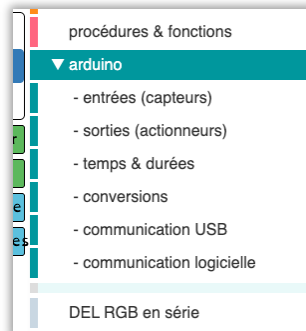 procédures & fonctions
▼ arduino
- entrées (capteurs)
- sorties (actionneurs)
- temps & durées
- conversions
- communication USB
- communication logicielle
DEL RGB en série